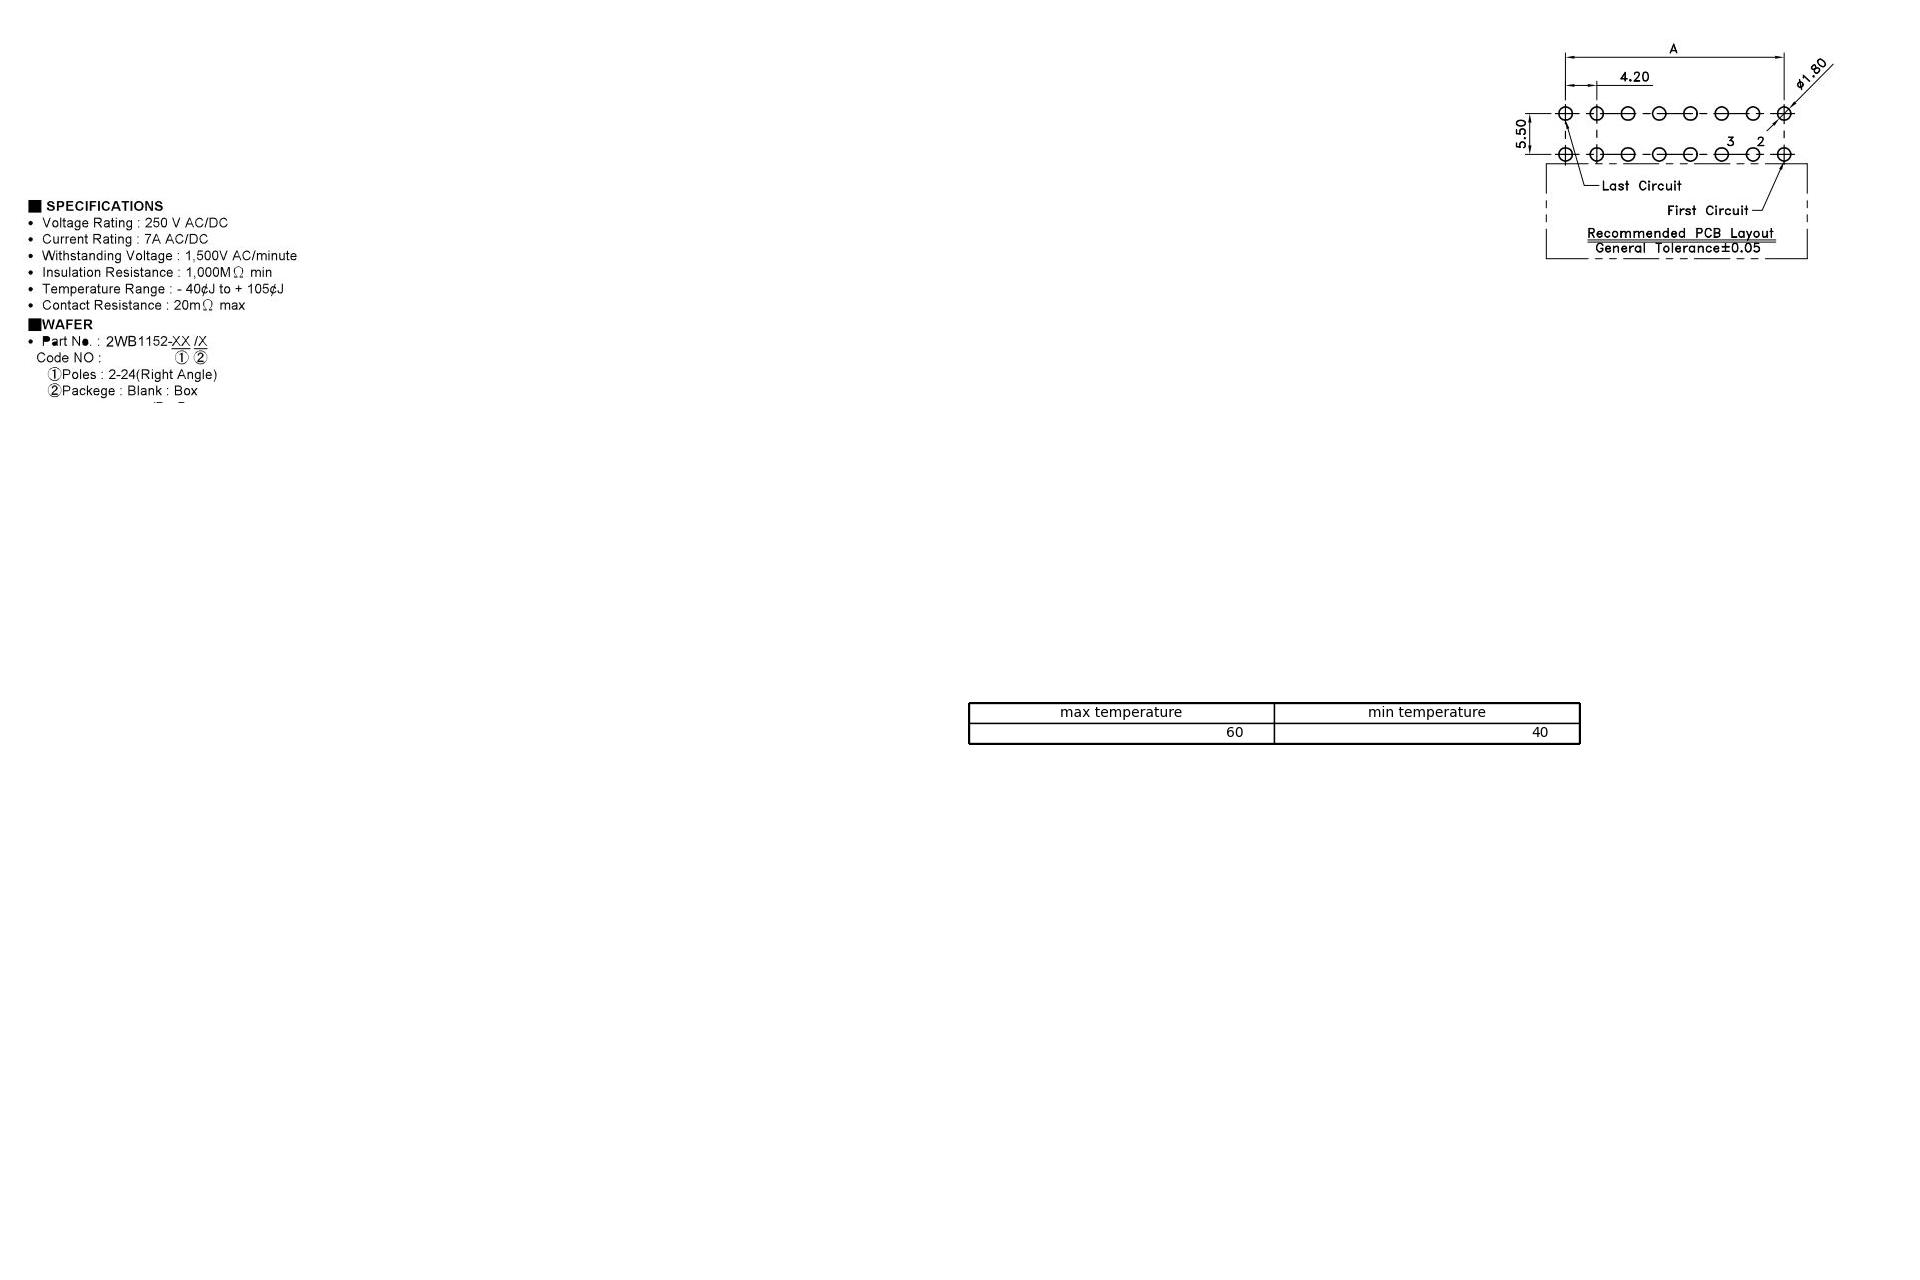 A
4.20
ø1.80
5.50
3 2
Last Circuit
First Circuit
Recommended PCB Layout
General Tolerance±0.05
■ SPECIFICATIONS
• Voltage Rating : 250 V AC/DC
• Current Rating : 7A AC/DC
• Withstanding Voltage : 1,500V AC/minute
• Insulation Resistance : 1,000MΩ min
• Temperature Range : - 40¢J to + 105¢J
• Contact Resistance : 20mΩ max
■WAFER
• Part No. : 2WB1152-XX /X
Code NO : ① ②
①Poles : 2-24(Right Angle)
②Packege : Blank : Box
max temperature min temperature
60 40